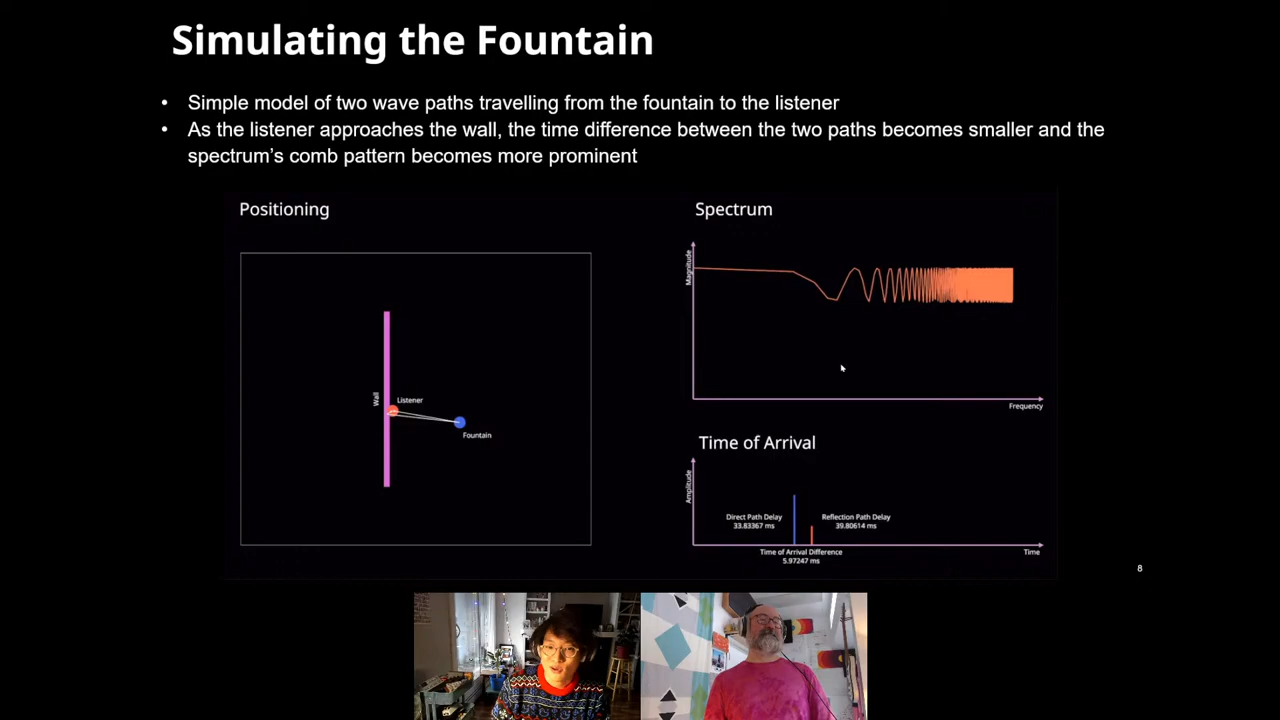 Simulating the Fountain
• Simple model of two wave paths travelling from the fountain to the listener
• As the listener approaches the wall, the time difference between the two paths becomes smaller and the
spectrum's comb pattern becomes more prominent
Positioning
Wall
Listener
Fountain
Spectrum
Magnitude
Frequency
Time of Arrival
Amplitude
Direct Path Delay
33.83367 ms
Reflection Path Delay
39.80614 ms
Time of Arrival Difference
5.97247 ms
Time
8